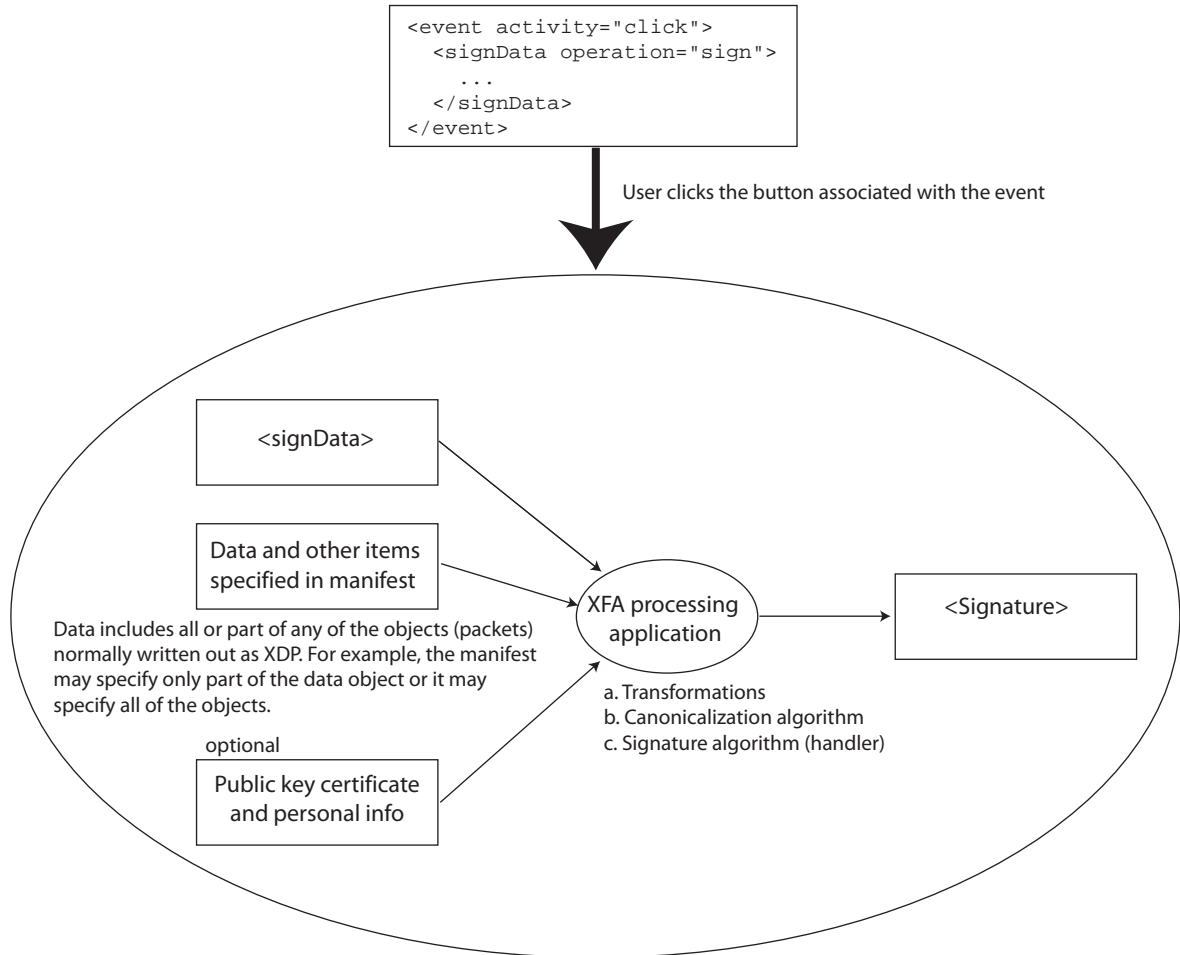 <event activity="click">
<signData operation="sign">
...
</signData>
</event>
User clicks the button associated with the event
<signData>
Data and other items
specified in manifest
Data includes all or part of any of the objects (packets)
normally written out as XDP. For example, the manifest
may specify only part of the data object or it may
specify all of the objects.
optional
Public key certificate
and personal info
XFA processing
application
a. Transformations
b. Canonicalization algorithm
c. Signature algorithm (handler)
<Signature>